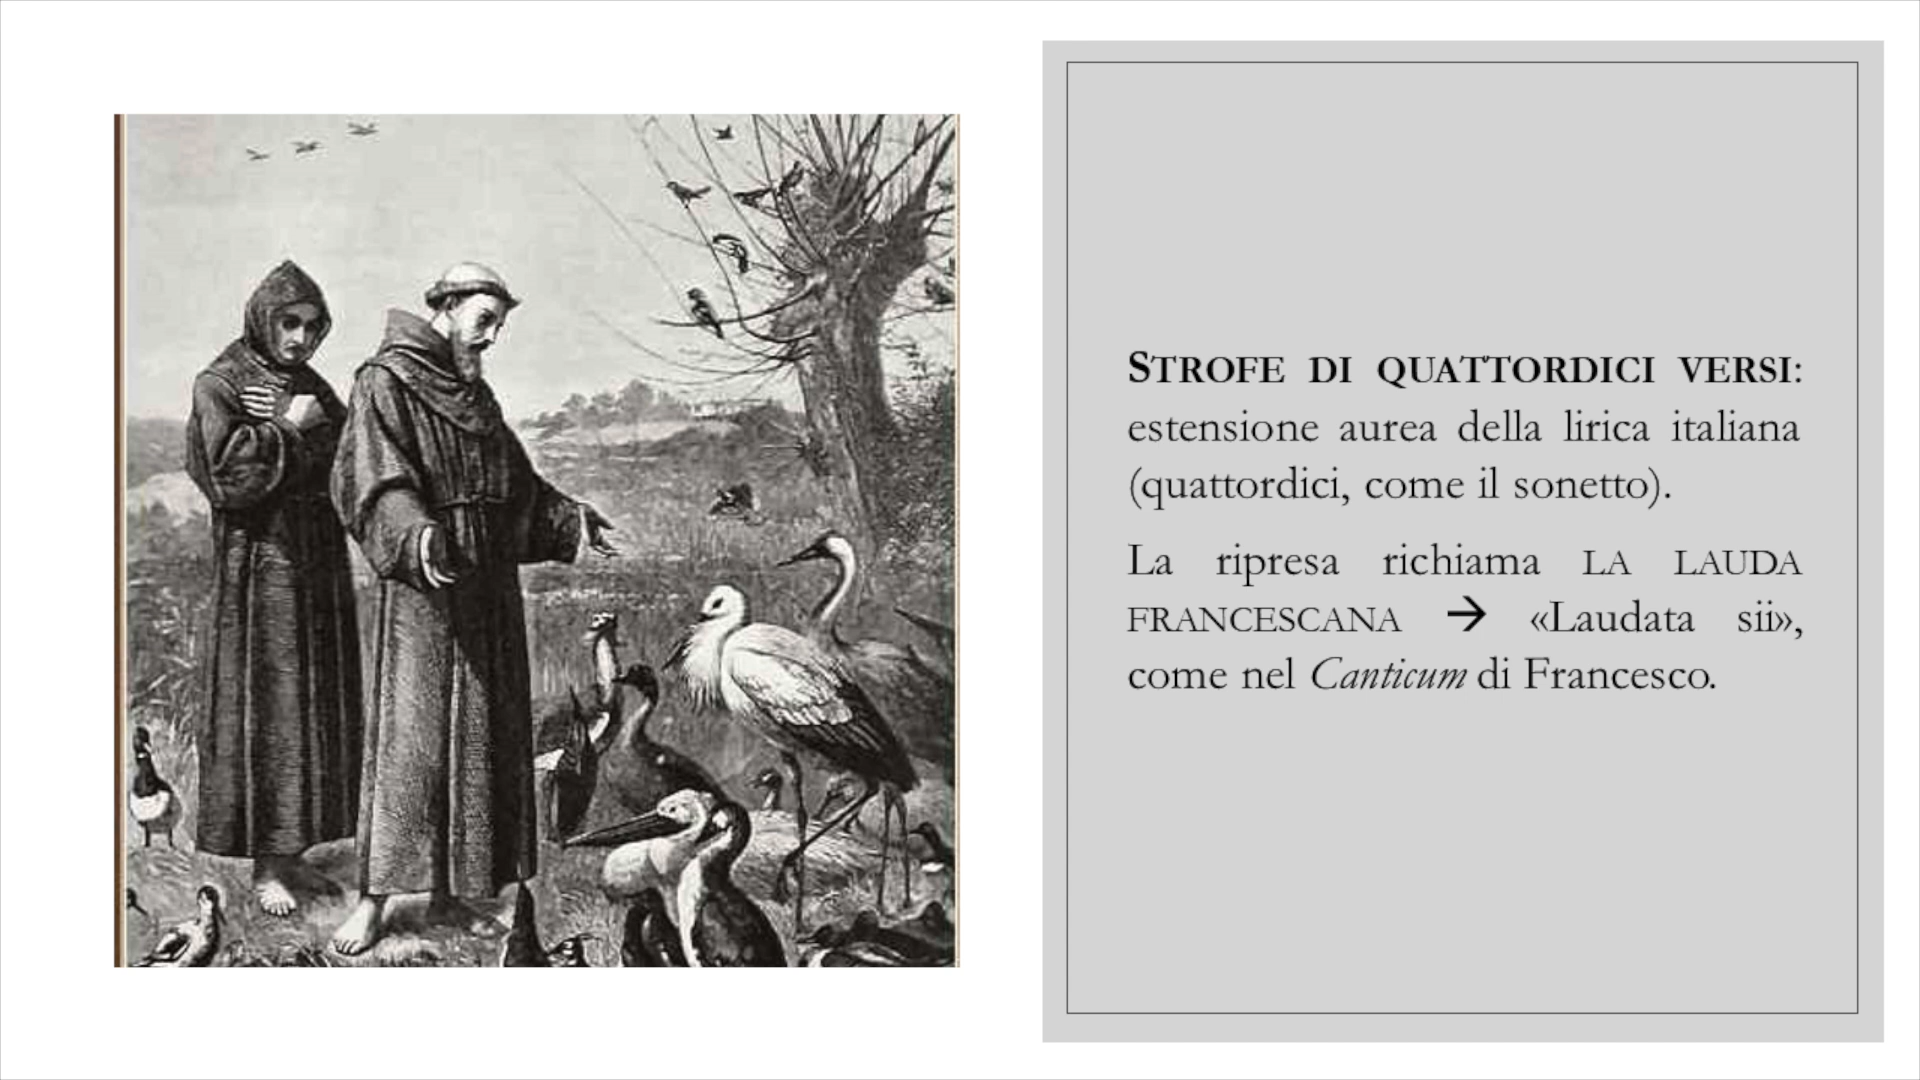 STROFE DI QUATTORDICI VERSI:
estensione aurea della lirica italiana
(quattordici, come il sonetto).
La ripresa richiama LA LAUDA
FRANCESCANA → «Laudata sii»,
come nel Canticum di Francesco.